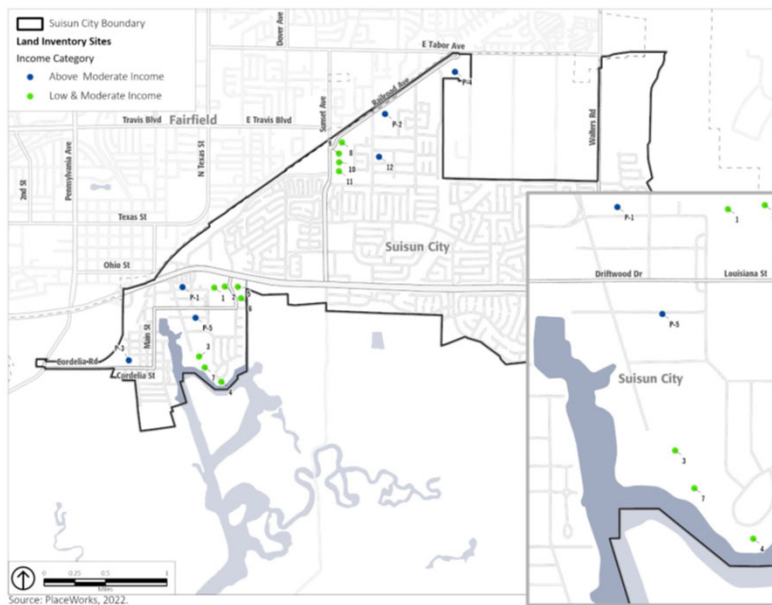 Suisun City Boundary
Land Inventory Sites
Income Category
Above Moderate Income
Low & Moderate Income
Dover Ave
E Tabor Ave
P-4
Railroad Ave
Sunset Ave
P-2
Travis Blvd
Fairfield
E Travis Blvd
Walters Rd
9
8
12
10
11
2nd St
Pennsylvania Ave
N Texas St
Texas St
Suisun City
Ohio St
P-1
1
2
5
6
P-5
Main St
P-3
3
Cordelia Rd
Cordelia St
7
4
P-1
1
Driftwood Dr
Louisiana St
P-5
Suisun City
3
7
4
0
0.25
0.5
1
Miles
Source: PlaceWorks, 2022.